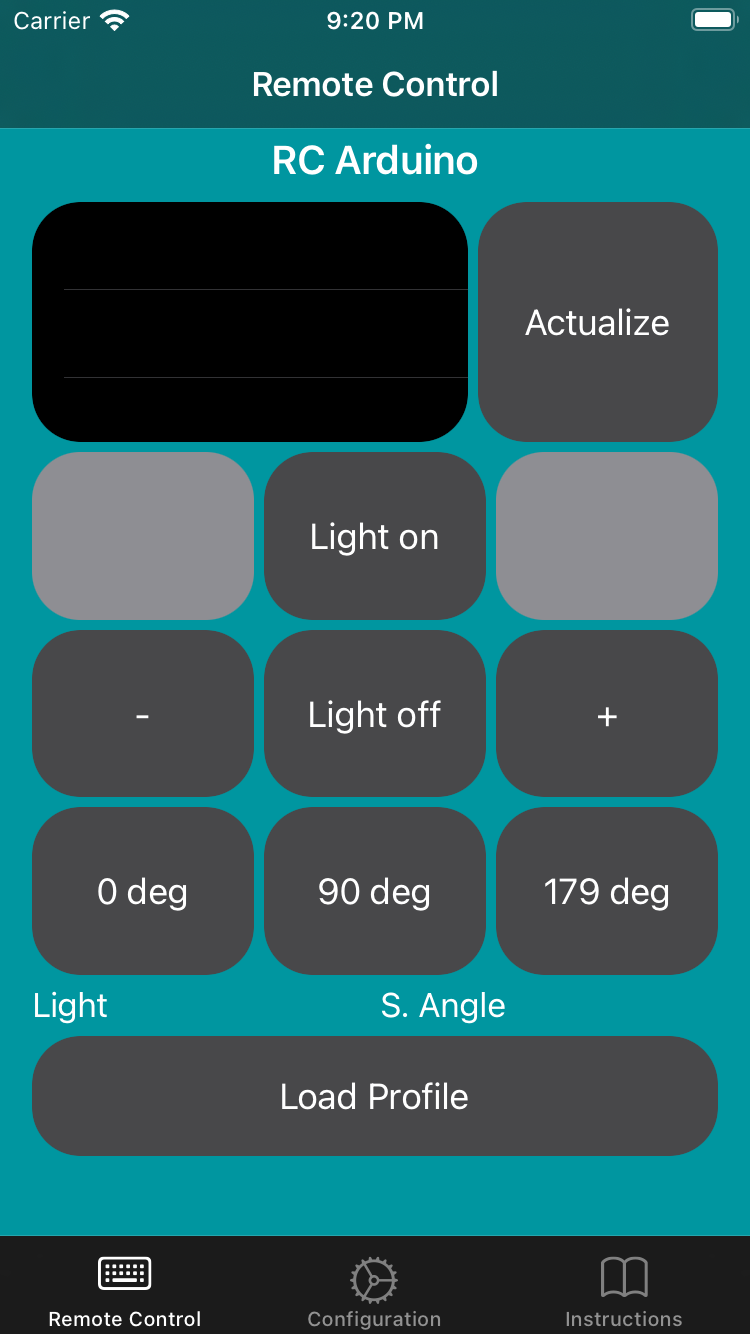 Carrier 9:20 PM
Remote Control
RC Arduino
Actualize
Light on
- Light off +
0 deg 90 deg 179 deg
Light S. Angle
Load Profile
Remote Control Configuration Instructions